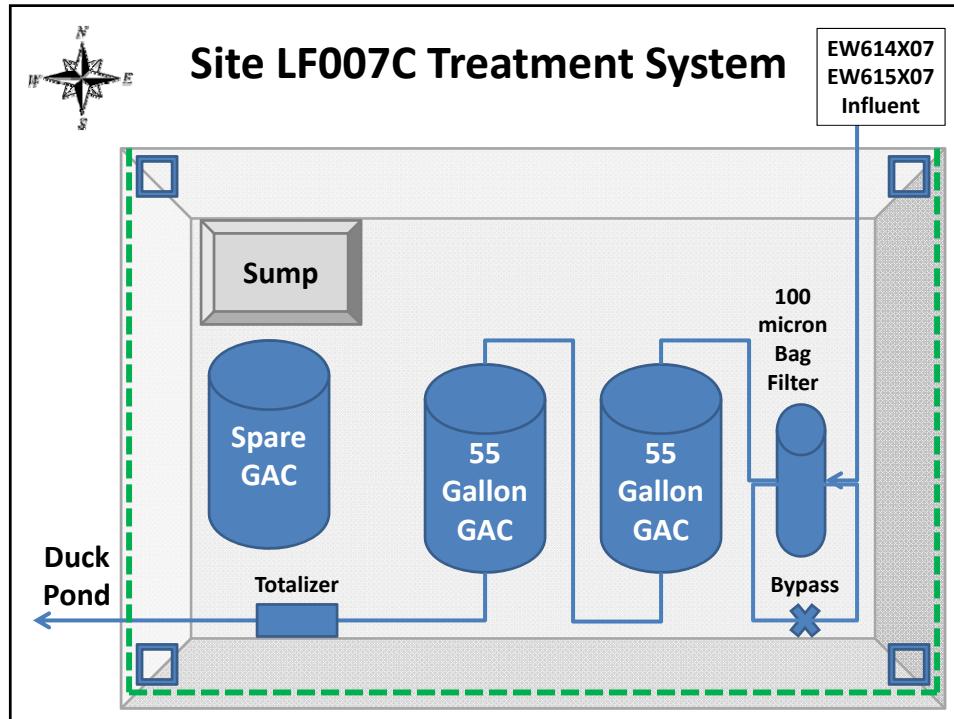 N
W E
S
Site LF007C Treatment System
EW614X07
EW615X07
Influent
Sump
100
micron
Bag
Filter
Spare
GAC
55
Gallon
GAC
55
Gallon
GAC
Duck
Pond
Totalizer
Bypass